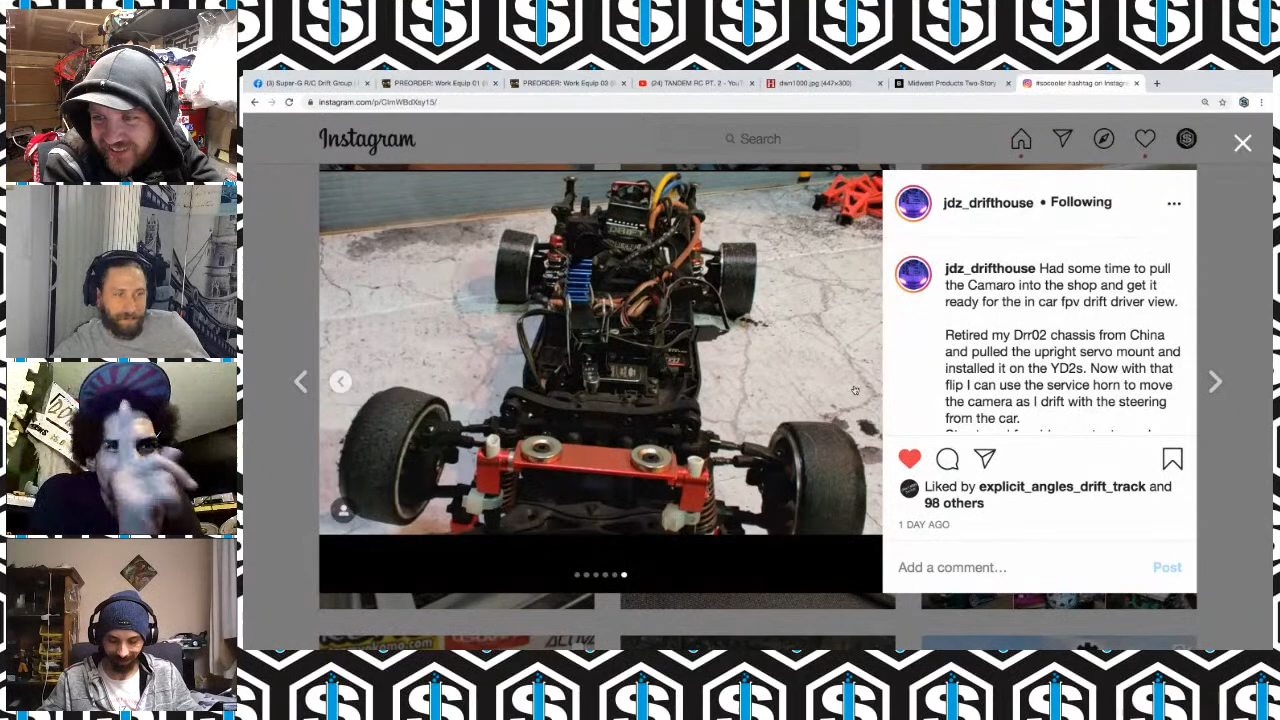 (3) Super-G R/C Drift Group |
PREORDER: Work Equip 01 (
PREORDER: Work Equip 03 (
(24) TANDEM RC PT. 2 - YouT
dwn1000.jpg (447×300)
Midwest Products Two-Story
#socooler hashtag on Instagr
instagram.com/p/CImWBdXsy15/
Instagram
Search
jdz_drifthouse • Following
jdz_drifthouse Had some time to pull
the Camaro into the shop and get it
ready for the in car fpv drift driver view.
Retired my Drr02 chassis from China
and pulled the upright servo mount and
installed it on the YD2s. Now with that
flip I can use the service horn to move
the camera as I drift with the steering
from the car.
Liked by explicit_angles_drift_track and
98 others
1 DAY AGO
Add a comment...
Post